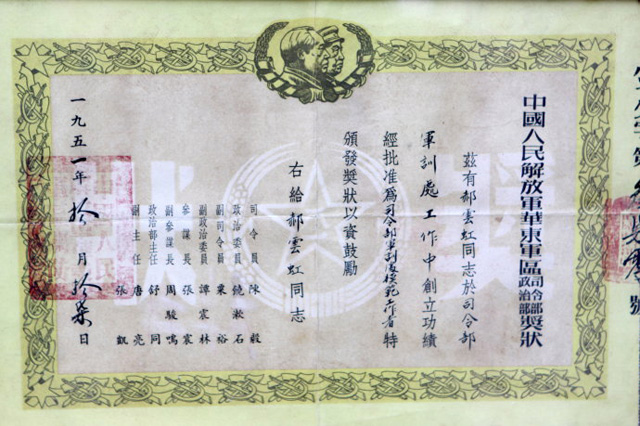 中國人民解放軍華東軍區司令部政治部獎狀
茲有郝雲虹同志於司令部
軍訓處工作中創立功績
經批准為司令部軍訓處模範工作者特
頒發獎狀以資鼓勵
右給郝雲虹同志
司令員 陳毅
政治委員 饒漱石
副司令員 粟裕
副政治委員 譚震林
參謀長 張震
副參謀長 周駿鳴
政治部主任 舒同
副主任 唐亮
張凱
一九五一年拾月拾柒日